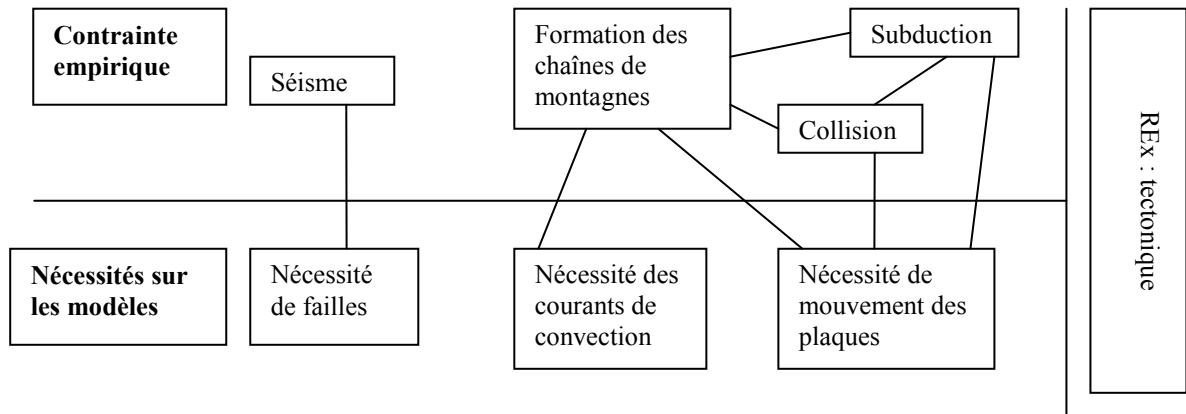 Contrainte
empirique
Séisme
Formation des
chaînes de
montagnes
Subduction
Collision
REx : tectonique
Nécessités sur
les modèles
Nécessité
de failles
Nécessité des
courants de
convection
Nécessité de
mouvement des
plaques